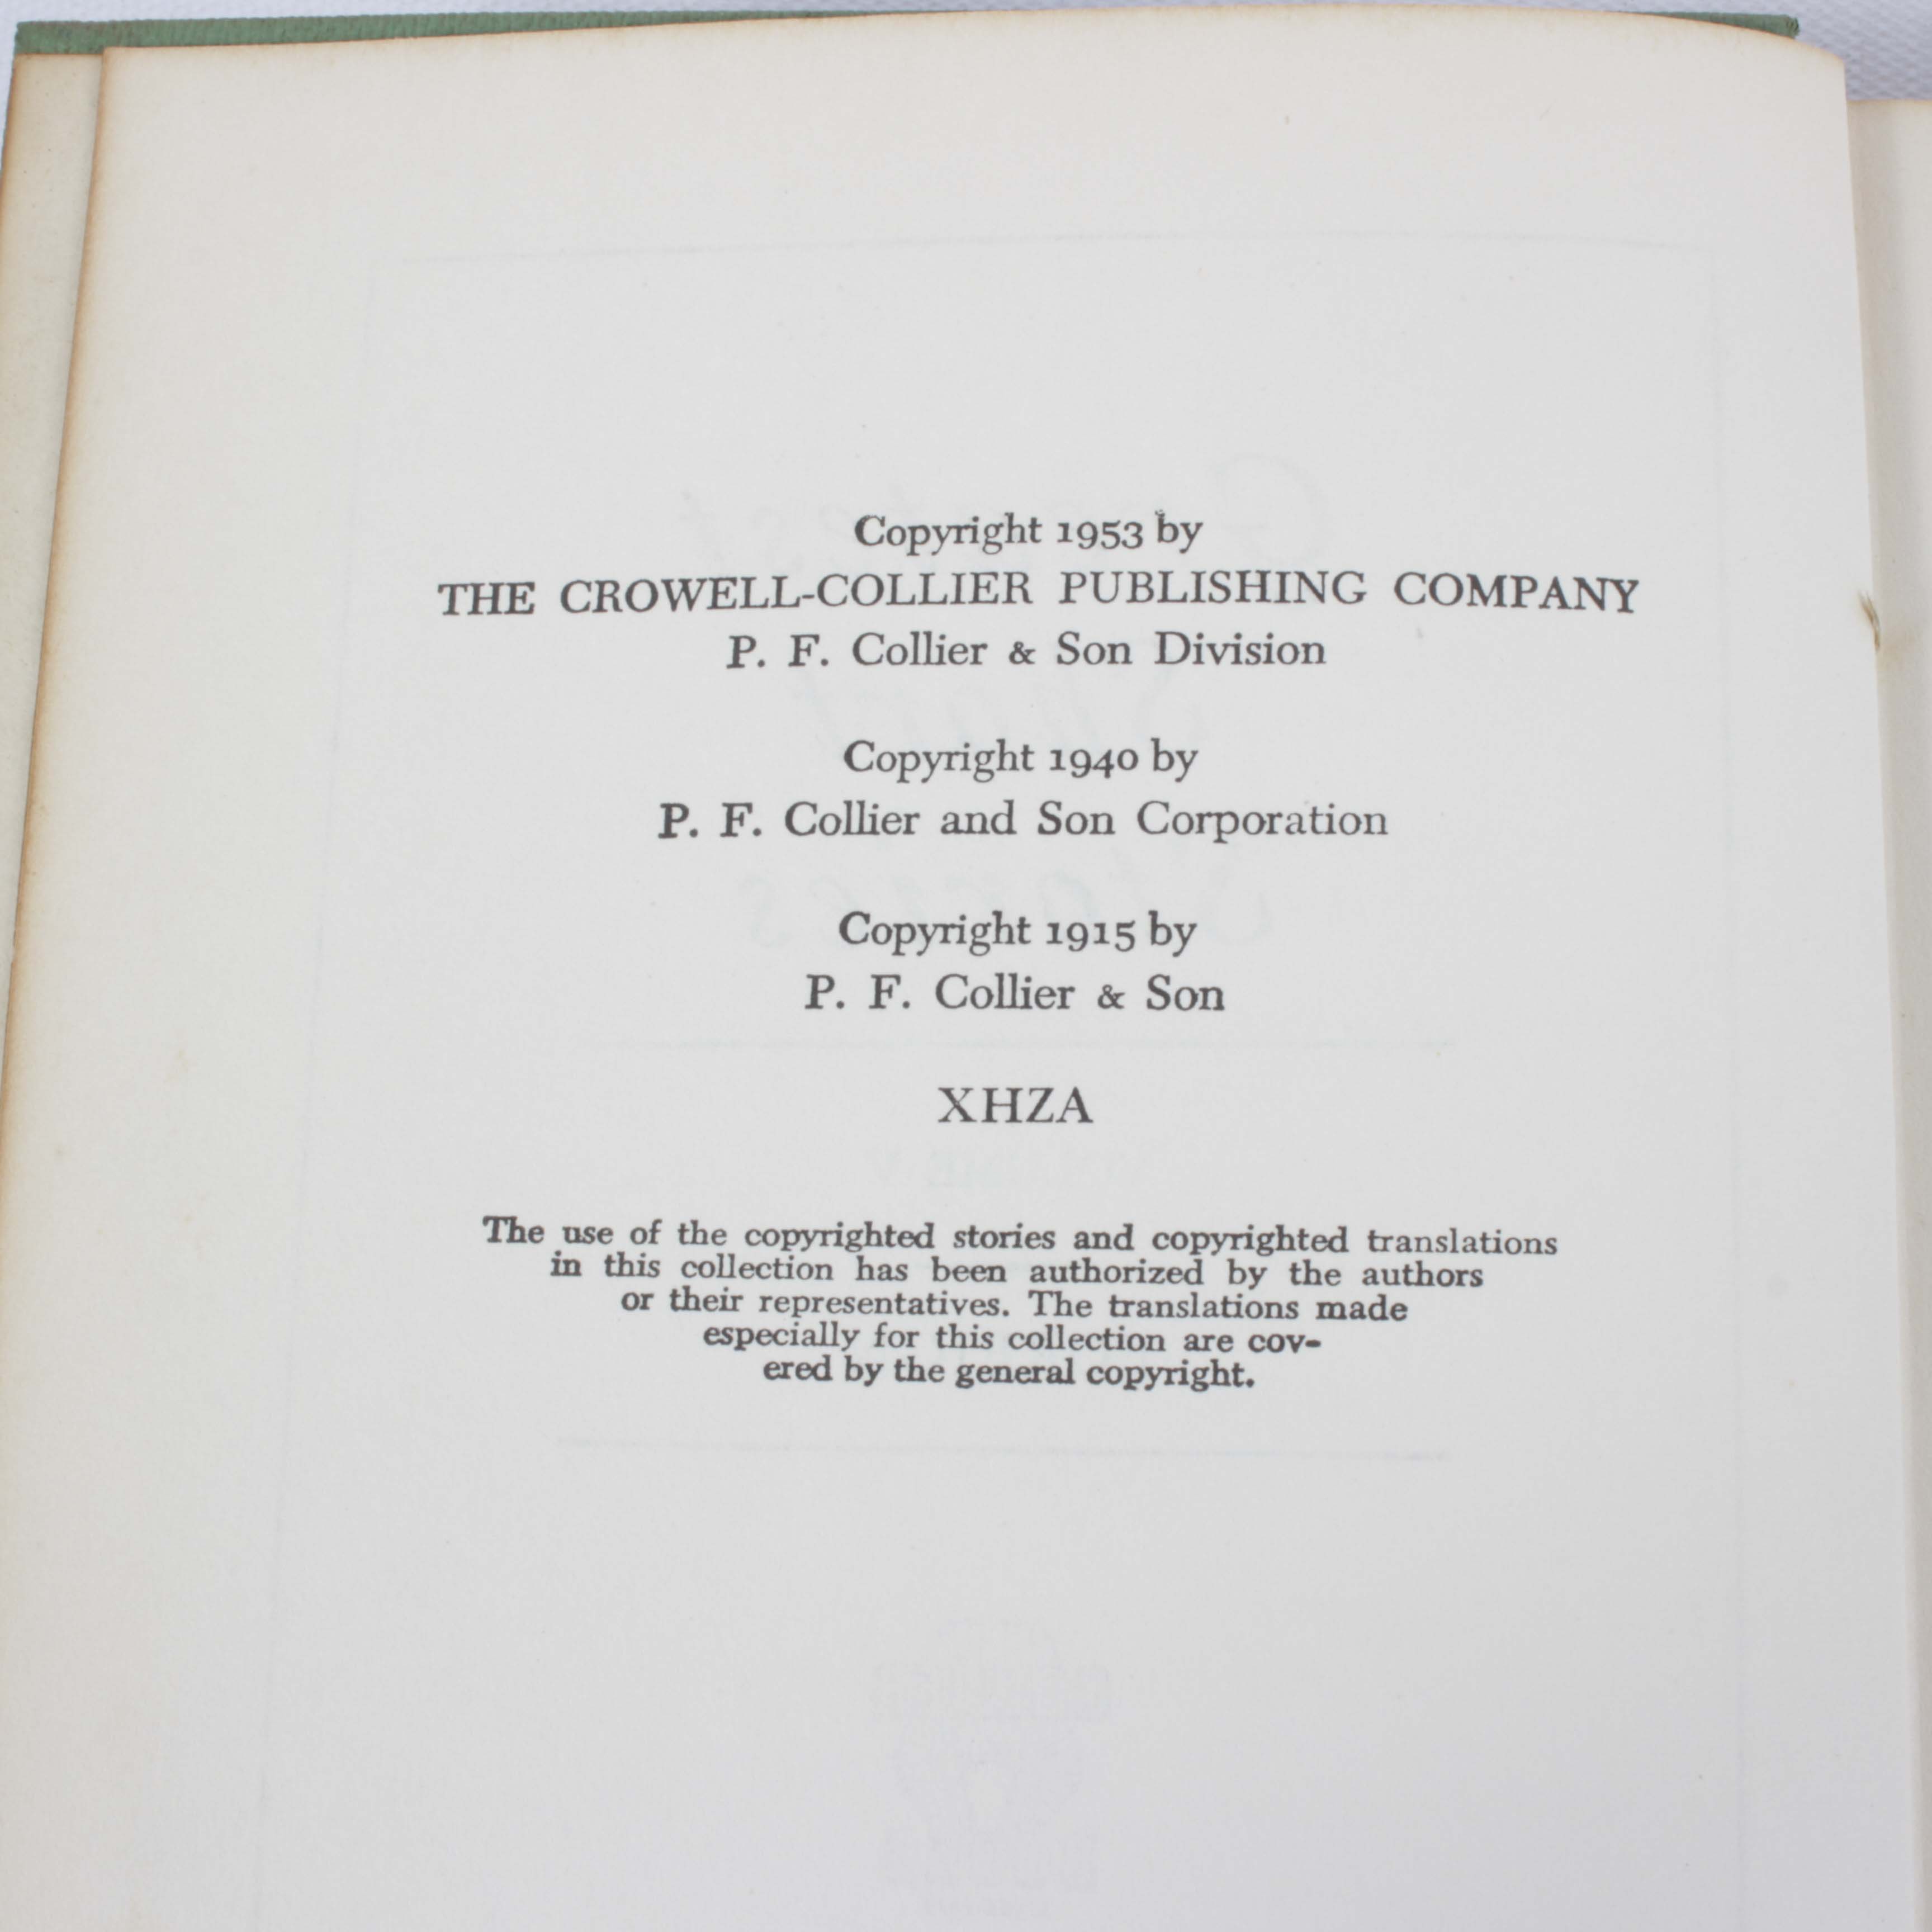 Copyright 1953 by
THE CROWELL-COLLIER PUBLISHING COMPANY
P. F. Collier & Son Division
Copyright 1940 by
P. F. Collier and Son Corporation
Copyright 1915 by
P. F. Collier & Son
XHZA
The use of the copyrighted stories and copyrighted translations
in this collection has been authorized by the authors
or their representatives. The translations made
especially for this collection are cov-
ered by the general copyright.